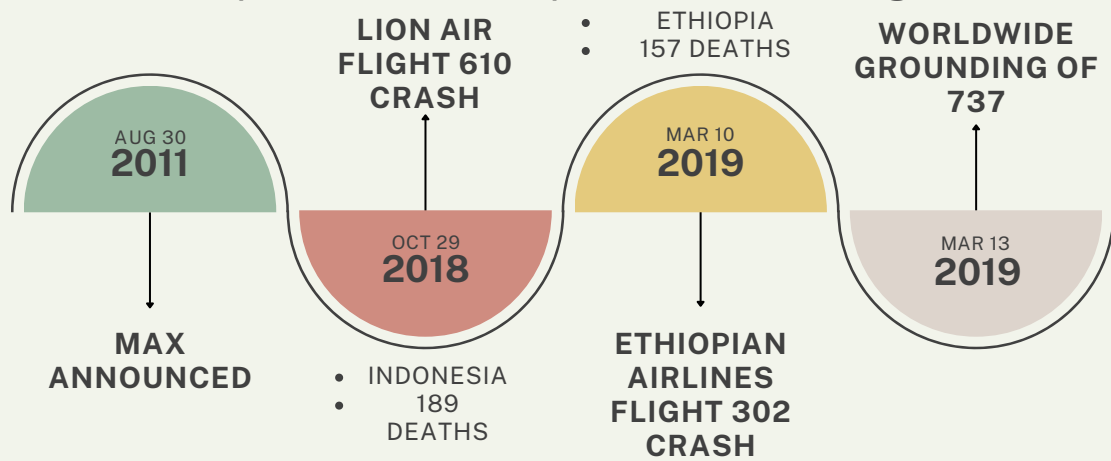 AUG 30
2011
MAX
ANNOUNCED
LION AIR
FLIGHT 610
CRASH
OCT 29
2018
• INDONESIA
• 189
DEATHS
• ETHIOPIA
• 157 DEATHS
MAR 10
2019
ETHIOPIAN
AIRLINES
FLIGHT 302
CRASH
WORLDWIDE
GROUNDING OF
737
MAR 13
2019